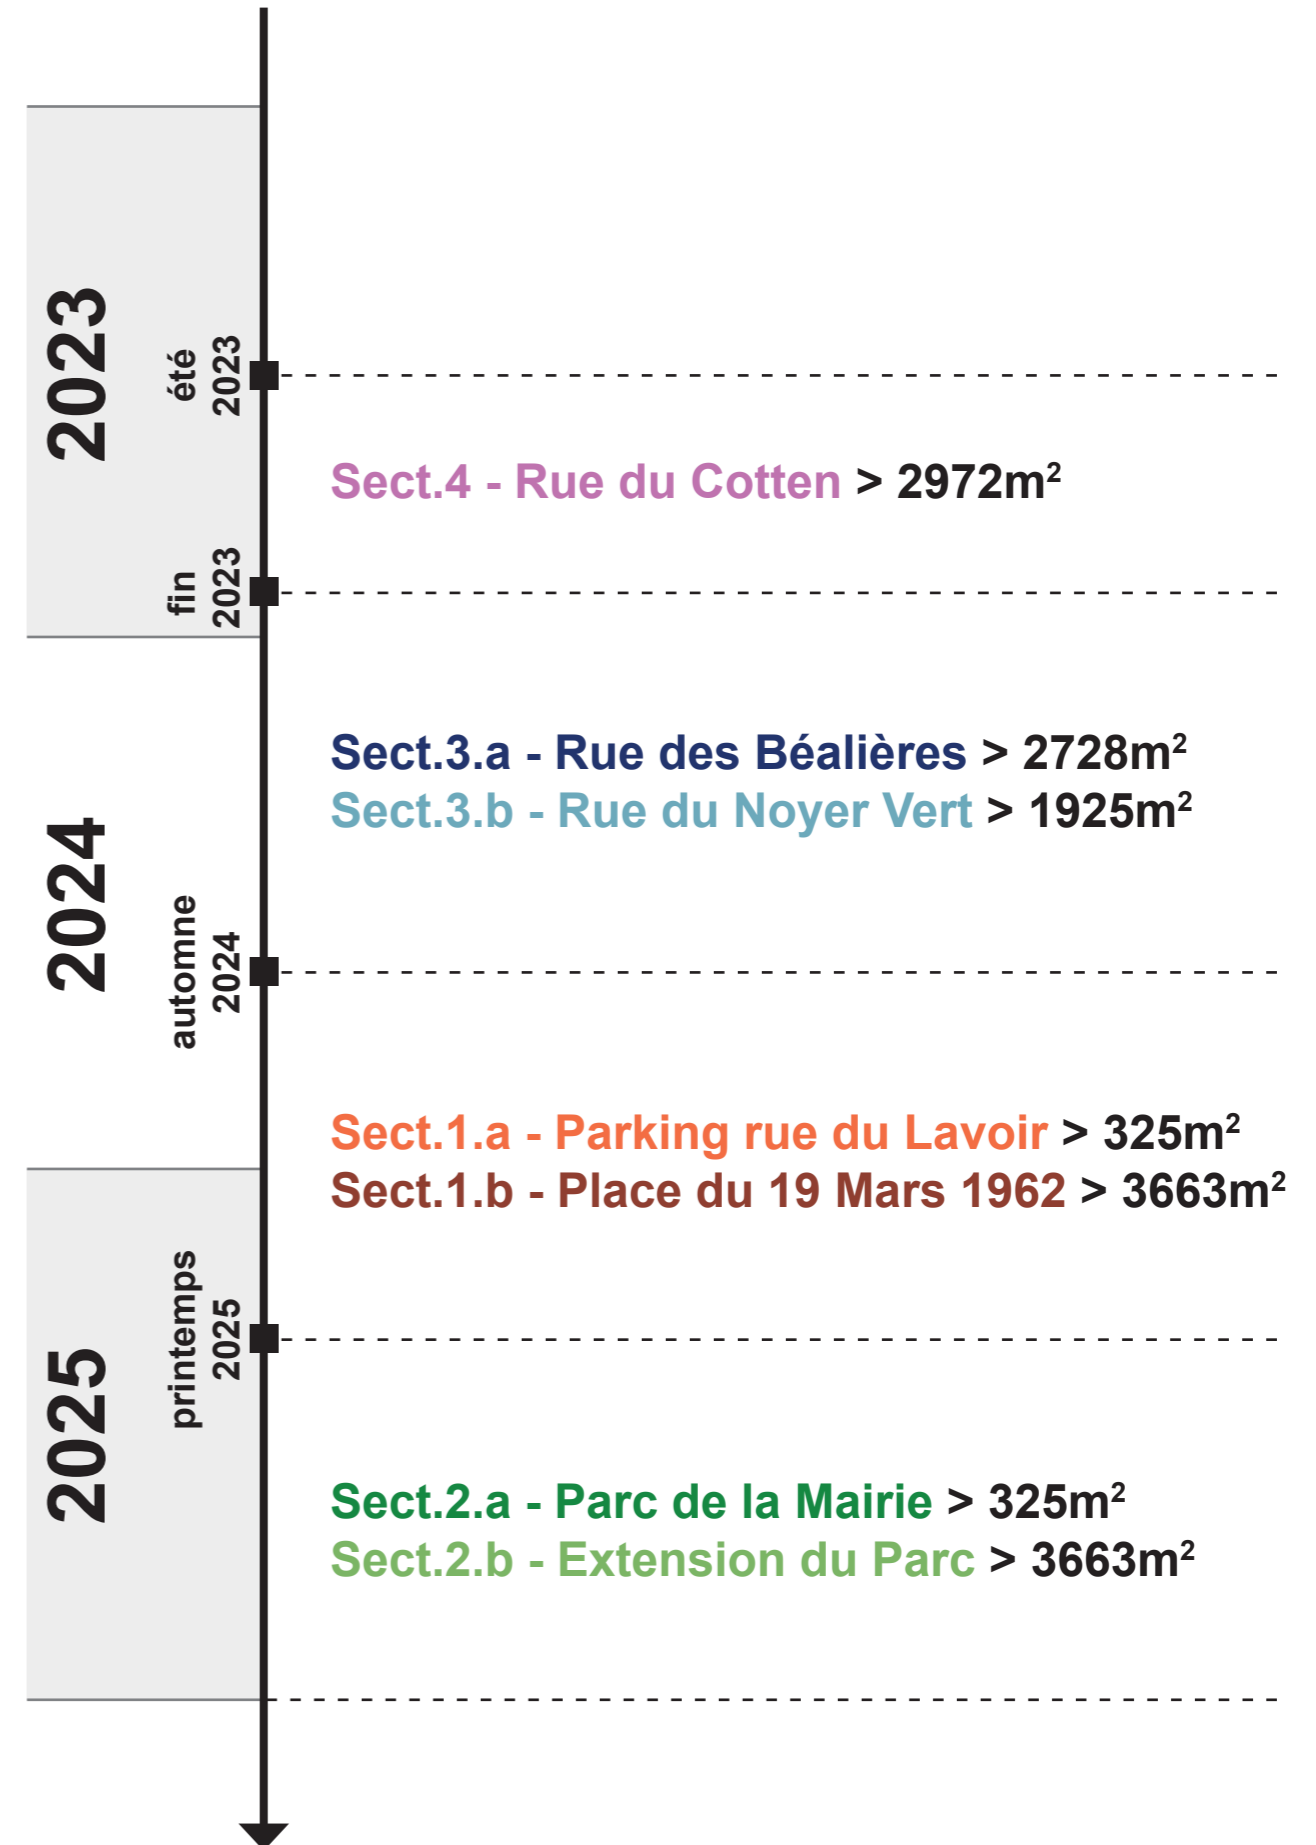 2023
été
2023
Sect.4 - Rue du Cotten > 2972m²
fin
2023
2024
Sect.3.a - Rue des Béalières > 2728m²
Sect.3.b - Rue du Noyer Vert > 1925m²
automne
2024
Sect.1.a - Parking rue du Lavoir > 325m²
Sect.1.b - Place du 19 Mars 1962 > 3663m²
2025
printemps
2025
Sect.2.a - Parc de la Mairie > 325m²
Sect.2.b - Extension du Parc > 3663m²